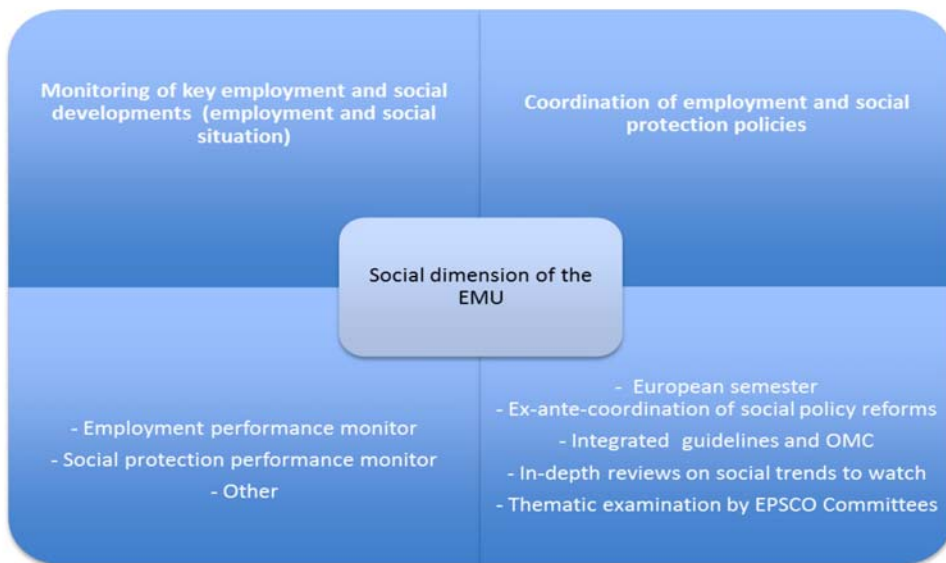 Monitoring of key employment and social
developments (employment and social
situation)
Coordination of employment and social
protection policies
Social dimension of the
EMU
- Employment performance monitor
- Social protection performance monitor
- Other
- European semester
- Ex-ante-coordination of social policy reforms
- Integrated guidelines and OMC
- In-depth reviews on social trends to watch
- Thematic examination by EPSCO Committees